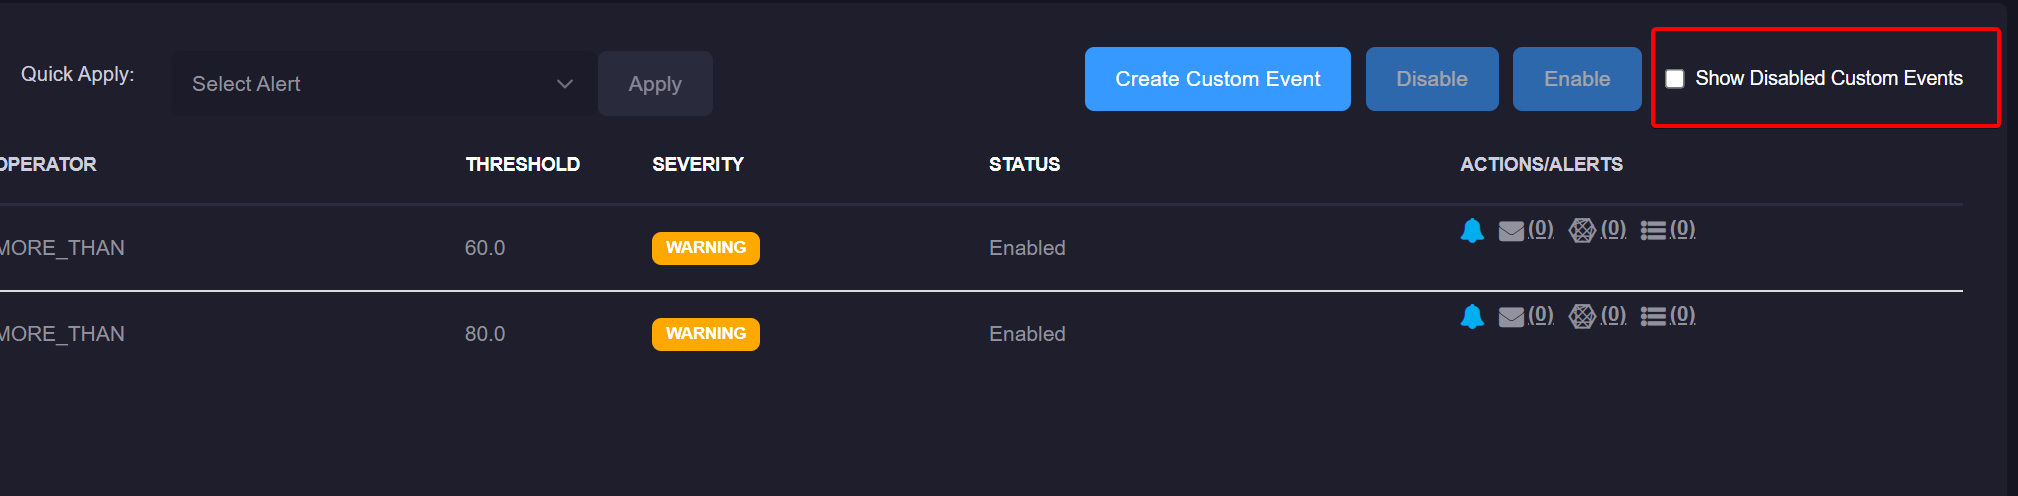 Quick Apply:
Select Alert
Apply
Create Custom Event
Disable
Enable
Show Disabled Custom Events
OPERATOR THRESHOLD SEVERITY STATUS ACTIONS/ALERTS
MORE_THAN 60.0 WARNING Enabled (0) (0) (0)
MORE_THAN 80.0 WARNING Enabled (0) (0) (0)